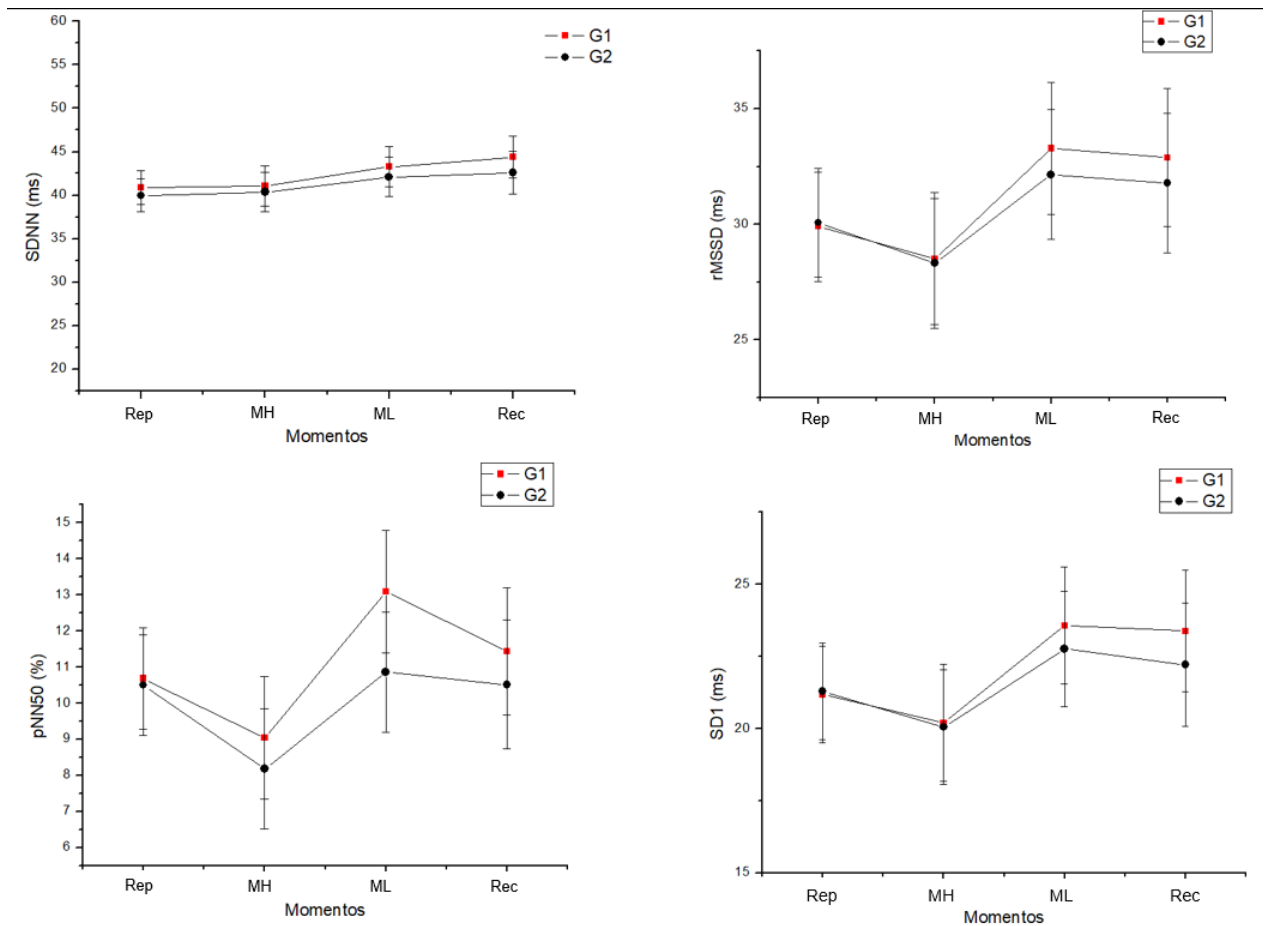 G1
G2
60
55
50
45
40
35
30
25
20
SDNN (ms)
Rep MH ML Rec
Momentos
G1
G2
35
30
25
rMSSD (ms)
Rep MH ML Rec
Momentos
G1
G2
15
14
13
12
11
10
9
8
7
6
pNN50 (%)
Rep MH ML Rec
Momentos
G1
G2
25
20
15
SD1 (ms)
Rep MH ML Rec
Momentos